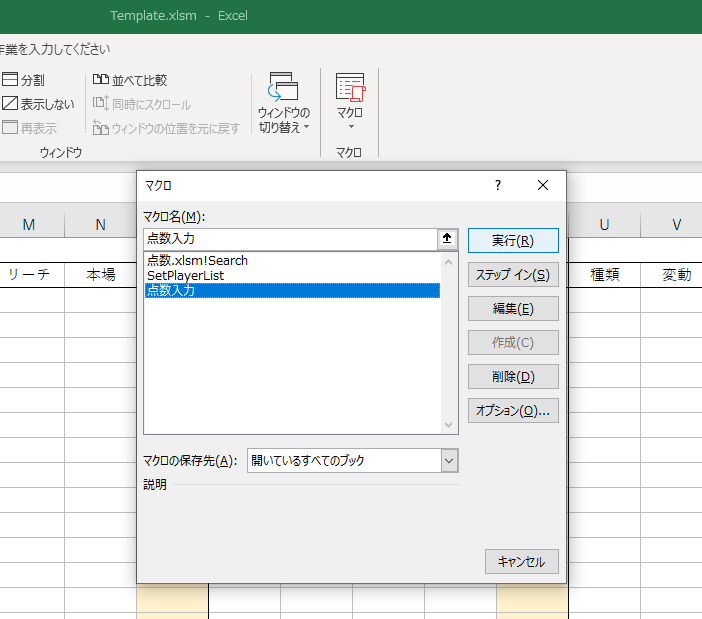 Template.xlsm - Excel
作業を入力してください
分割
並べて比較
表示しない
同時にスクロール
再表示
ウィンドウの位置を元に戻す
ウィンドウの
切り替え
マクロ
ウィンドウ
マクロ
マクロ
?
マクロ名(M):
点数入力
実行(R)
点数.xlsm!Search
SetPlayerList
点数入力
ステップ イン(S)
編集(E)
作成(C)
削除(D)
オプション(O)...
マクロの保存先(A):
開いているすべてのブック
説明
キャンセル
M N U V
リーチ 本場 種類 変動